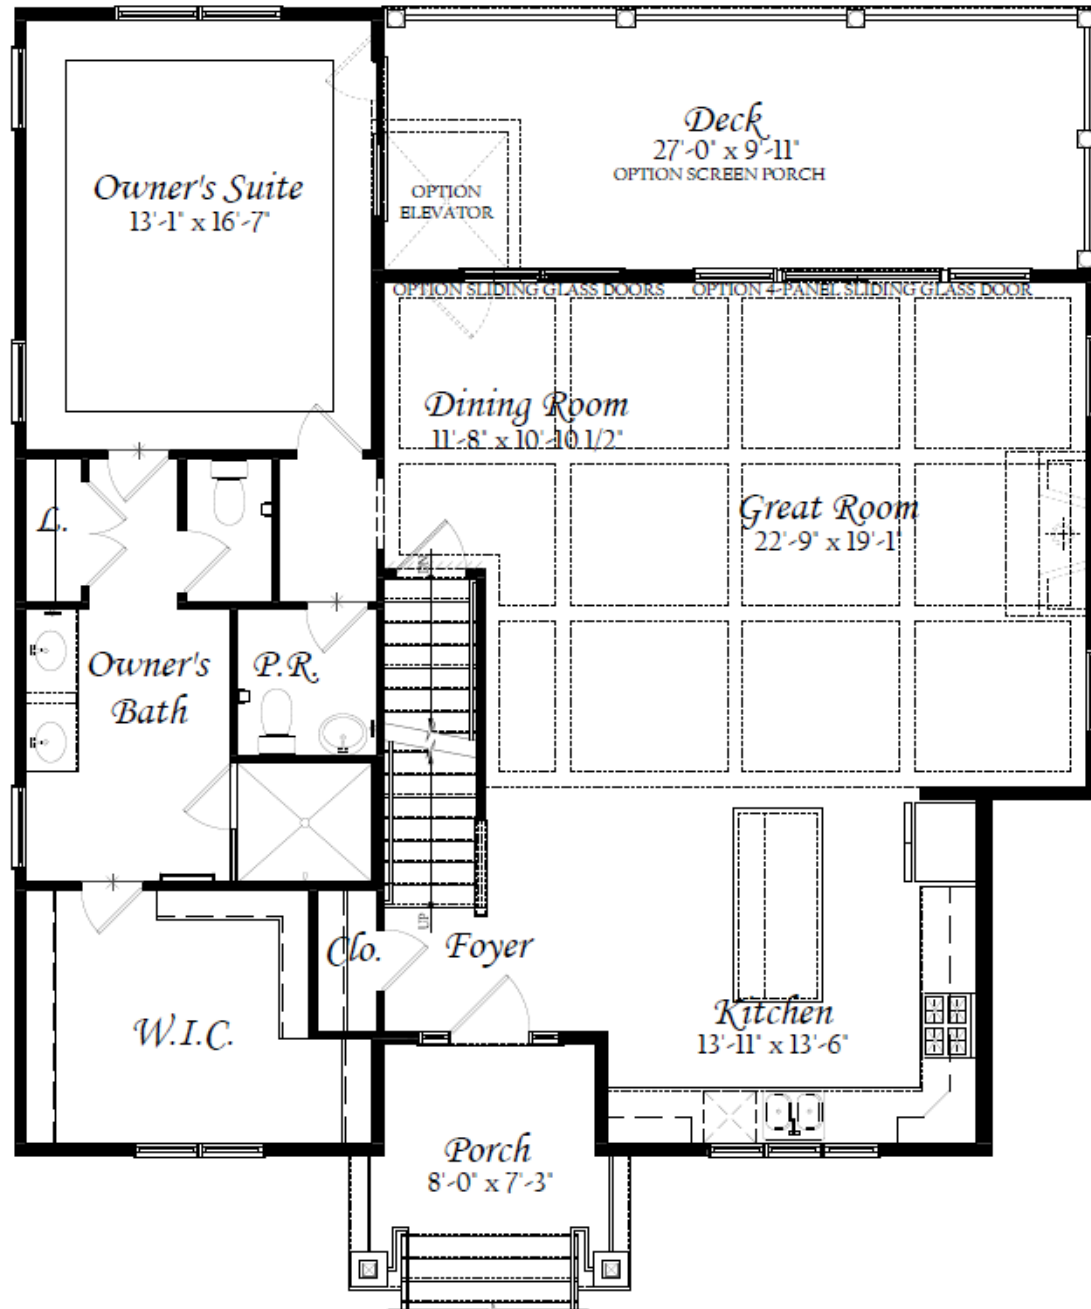 Deck
27'-0" x 9'-11"
OPTION SCREEN PORCH
Owner's Suite
13'-1" x 16'-7"
OPTION
ELEVATOR
OPTION SLIDING GLASS DOORS
OPTION 4-PANEL SLIDING GLASS DOOR
Dining Room
11'-8" x 10'-10 1/2"
Great Room
22'-9" x 19'-1"
L.
DN
Owner's
Bath
P.R.
UP
Clo.
Foyer
W.I.C.
Kitchen
13'-11" x 13'-6"
Porch
8'-0" x 7'-3"